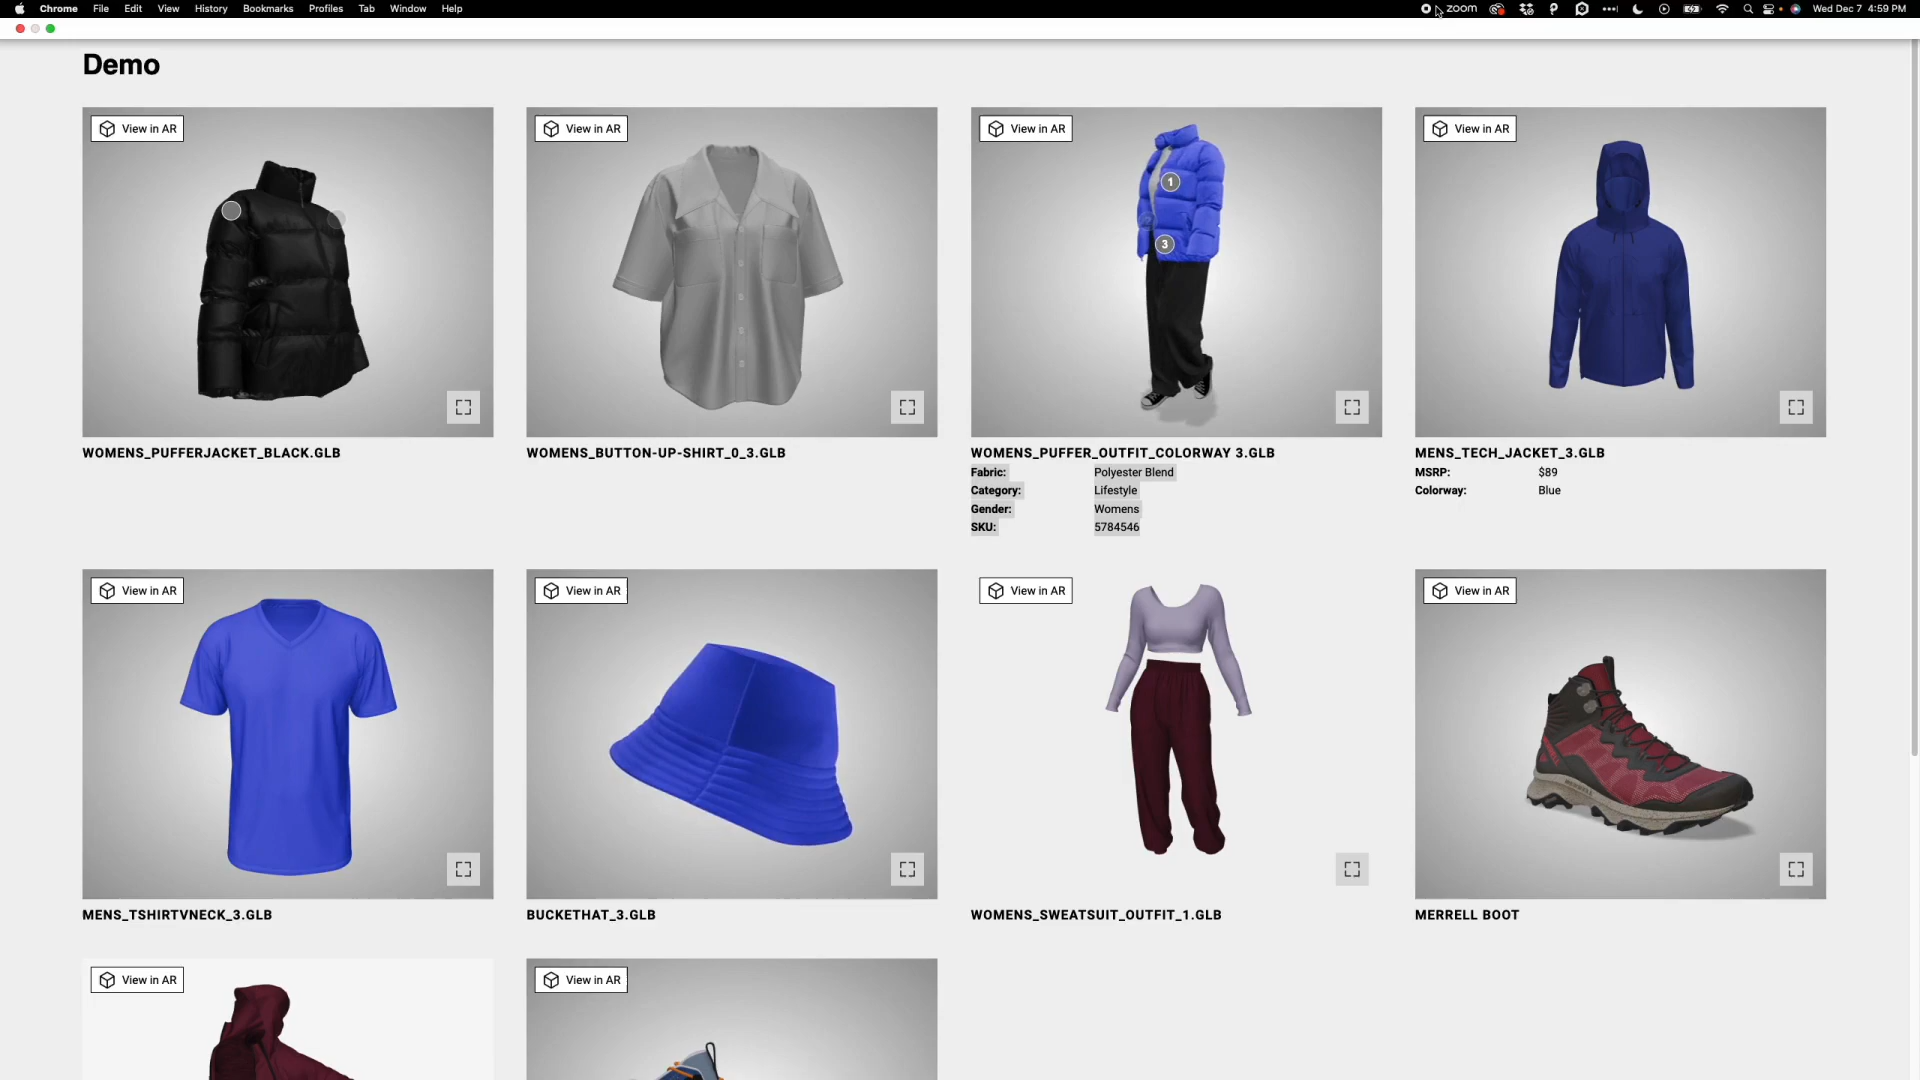 Chrome File Edit View History Bookmarks Profiles Tab Window Help zoom Wed Dec 7 4:59 PM
Demo
View in AR
View in AR
View in AR
1
3
View in AR
WOMENS_PUFFERJACKET_BLACK.GLB
WOMENS_BUTTON-UP-SHIRT_0_3.GLB
WOMENS_PUFFER_OUTFIT_COLORWAY 3.GLB
Fabric: Polyester Blend
Category: Lifestyle
Gender: Womens
SKU: 5784546
MENS_TECH_JACKET_3.GLB
MSRP: $89
Colorway: Blue
View in AR
View in AR
View in AR
View in AR
MENS_TSHIRTVNECK_3.GLB
BUCKETHAT_3.GLB
WOMENS_SWEATSUIT_OUTFIT_1.GLB
MERRELL BOOT
View in AR
View in AR